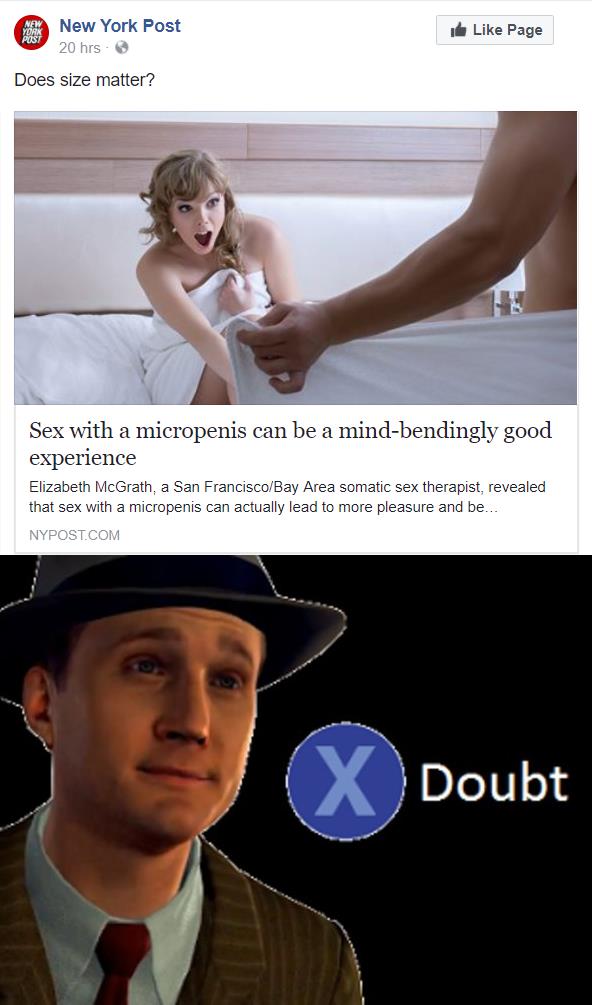 NEW
YORK
POST
New York Post
20 hrs ·
Like Page
Does size matter?
Sex with a micropenis can be a mind-bendingly good
experience
Elizabeth McGrath, a San Francisco/Bay Area somatic sex therapist, revealed
that sex with a micropenis can actually lead to more pleasure and be…
NYPOST.COM
X Doubt